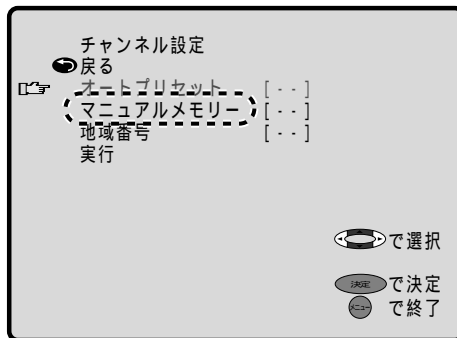 チャンネル設定
戻る
オートプリセット [--]
マニュアルメモリー [--]
地域番号 [--]
実行
で選択
決定 で決定
メニュー で終了